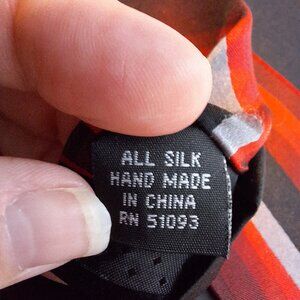 ALL SILK
HAND MADE
IN CHINA
RN 51093